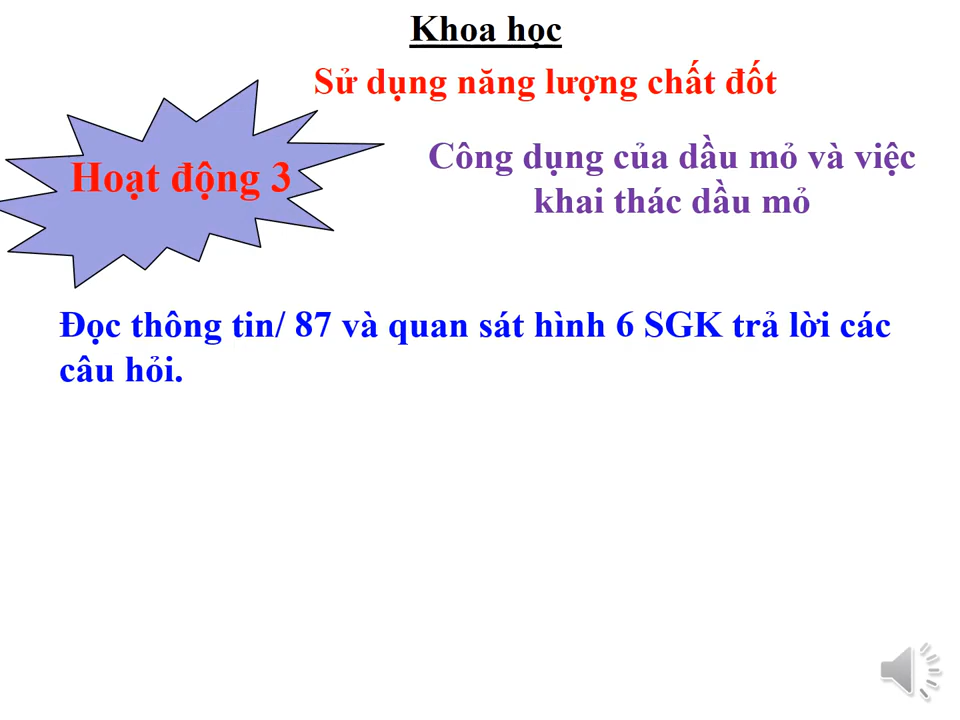 Khoa học
Sử dụng năng lượng chất đốt
Hoạt động 3
Công dụng của dầu mỏ và việc
khai thác dầu mỏ
Đọc thông tin/ 87 và quan sát hình 6 SGK trả lời các
câu hỏi.